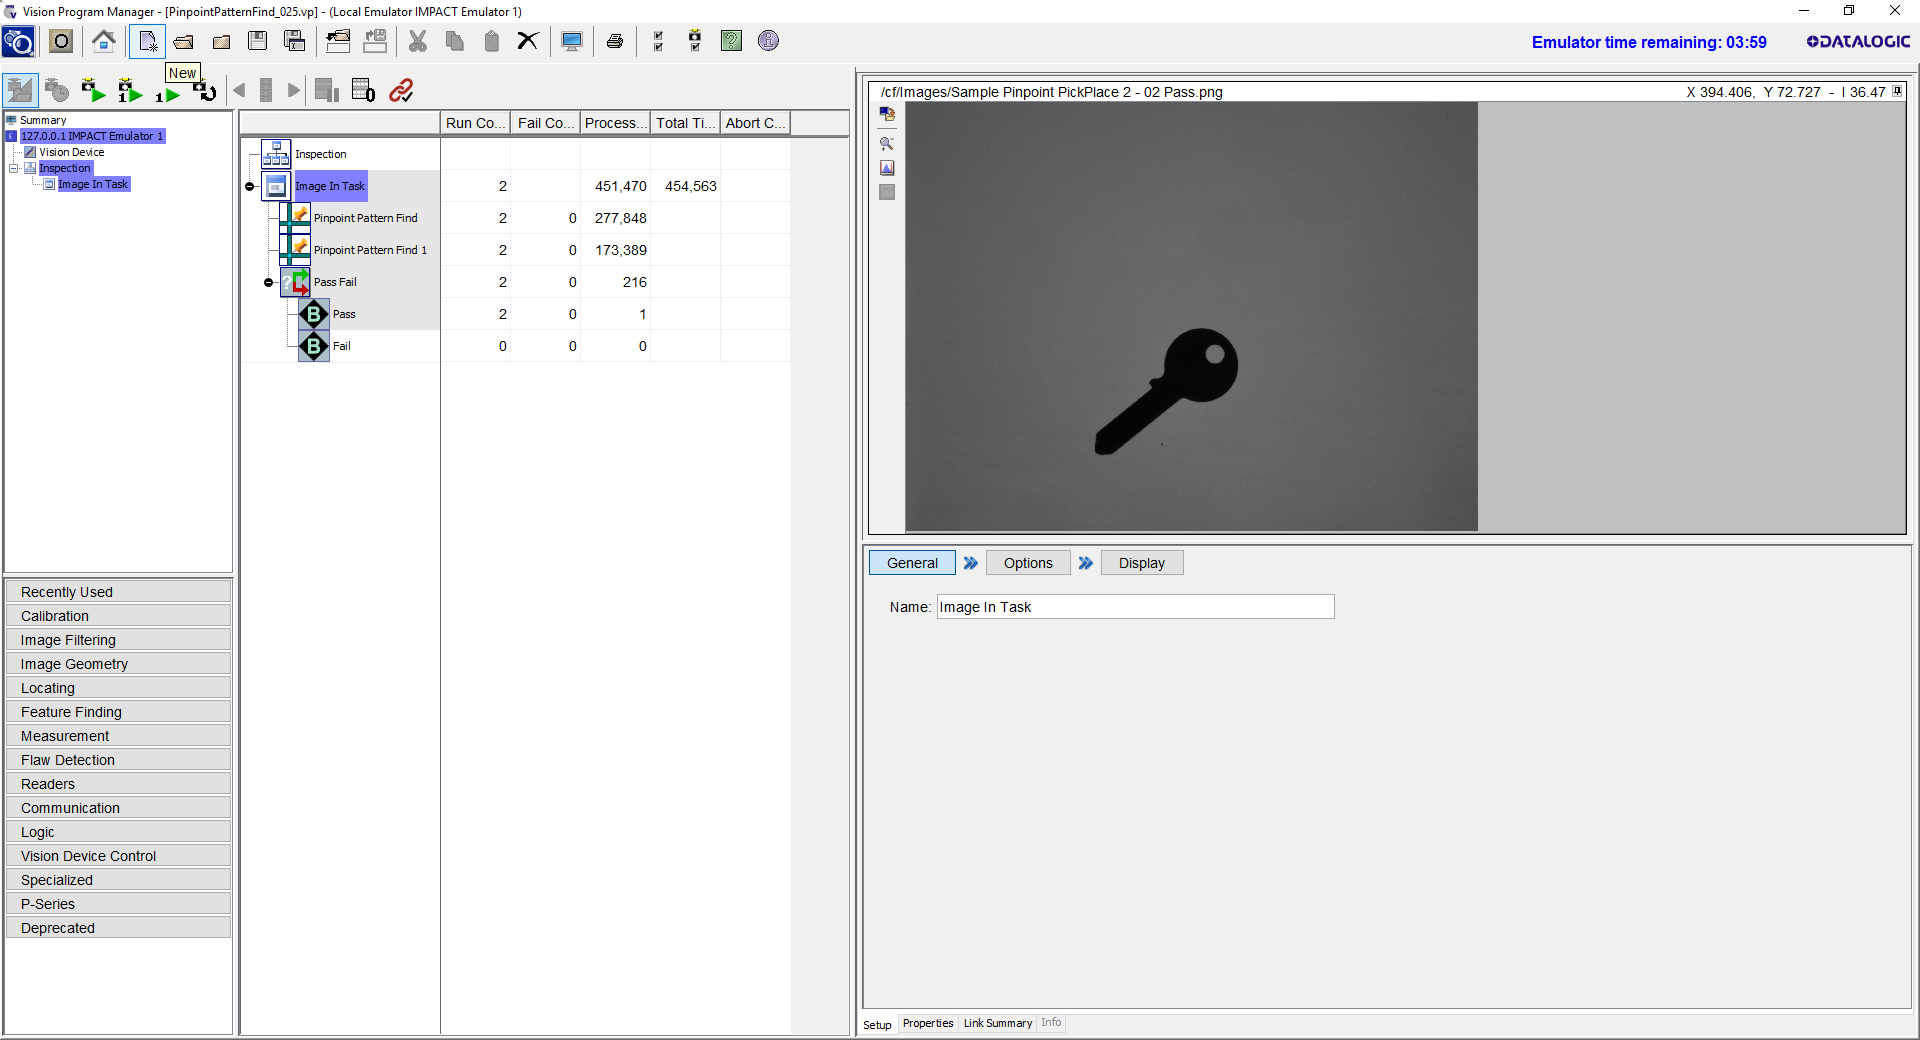 Vision Program Manager - [PinpointPatternFind_025.vp] - (Local Emulator IMPACT Emulator 1)
O
Emulator time remaining: 03:59
DATALOGIC
New
1
1
0
Summary
127.0.0.1 IMPACT Emulator 1
Vision Device
Inspection
Image In Task
Recently Used
Calibration
Image Filtering
Image Geometry
Locating
Feature Finding
Measurement
Flaw Detection
Readers
Communication
Logic
Vision Device Control
Specialized
P-Series
Deprecated
Run Co... Fail Co... Process... Total Ti... Abort C...
Inspection
Image In Task 2 451,470 454,563
Pinpoint Pattern Find 2 0 277,848
Pinpoint Pattern Find 1 2 0 173,389
? Pass Fail 2 0 216
B Pass 2 0 1
B Fail 0 0 0
/cf/Images/Sample Pinpoint PickPlace 2 - 02 Pass.png X 394.406, Y 72.727 - I 36.47
General Options Display
Name: Image In Task
Setup Properties Link Summary Info